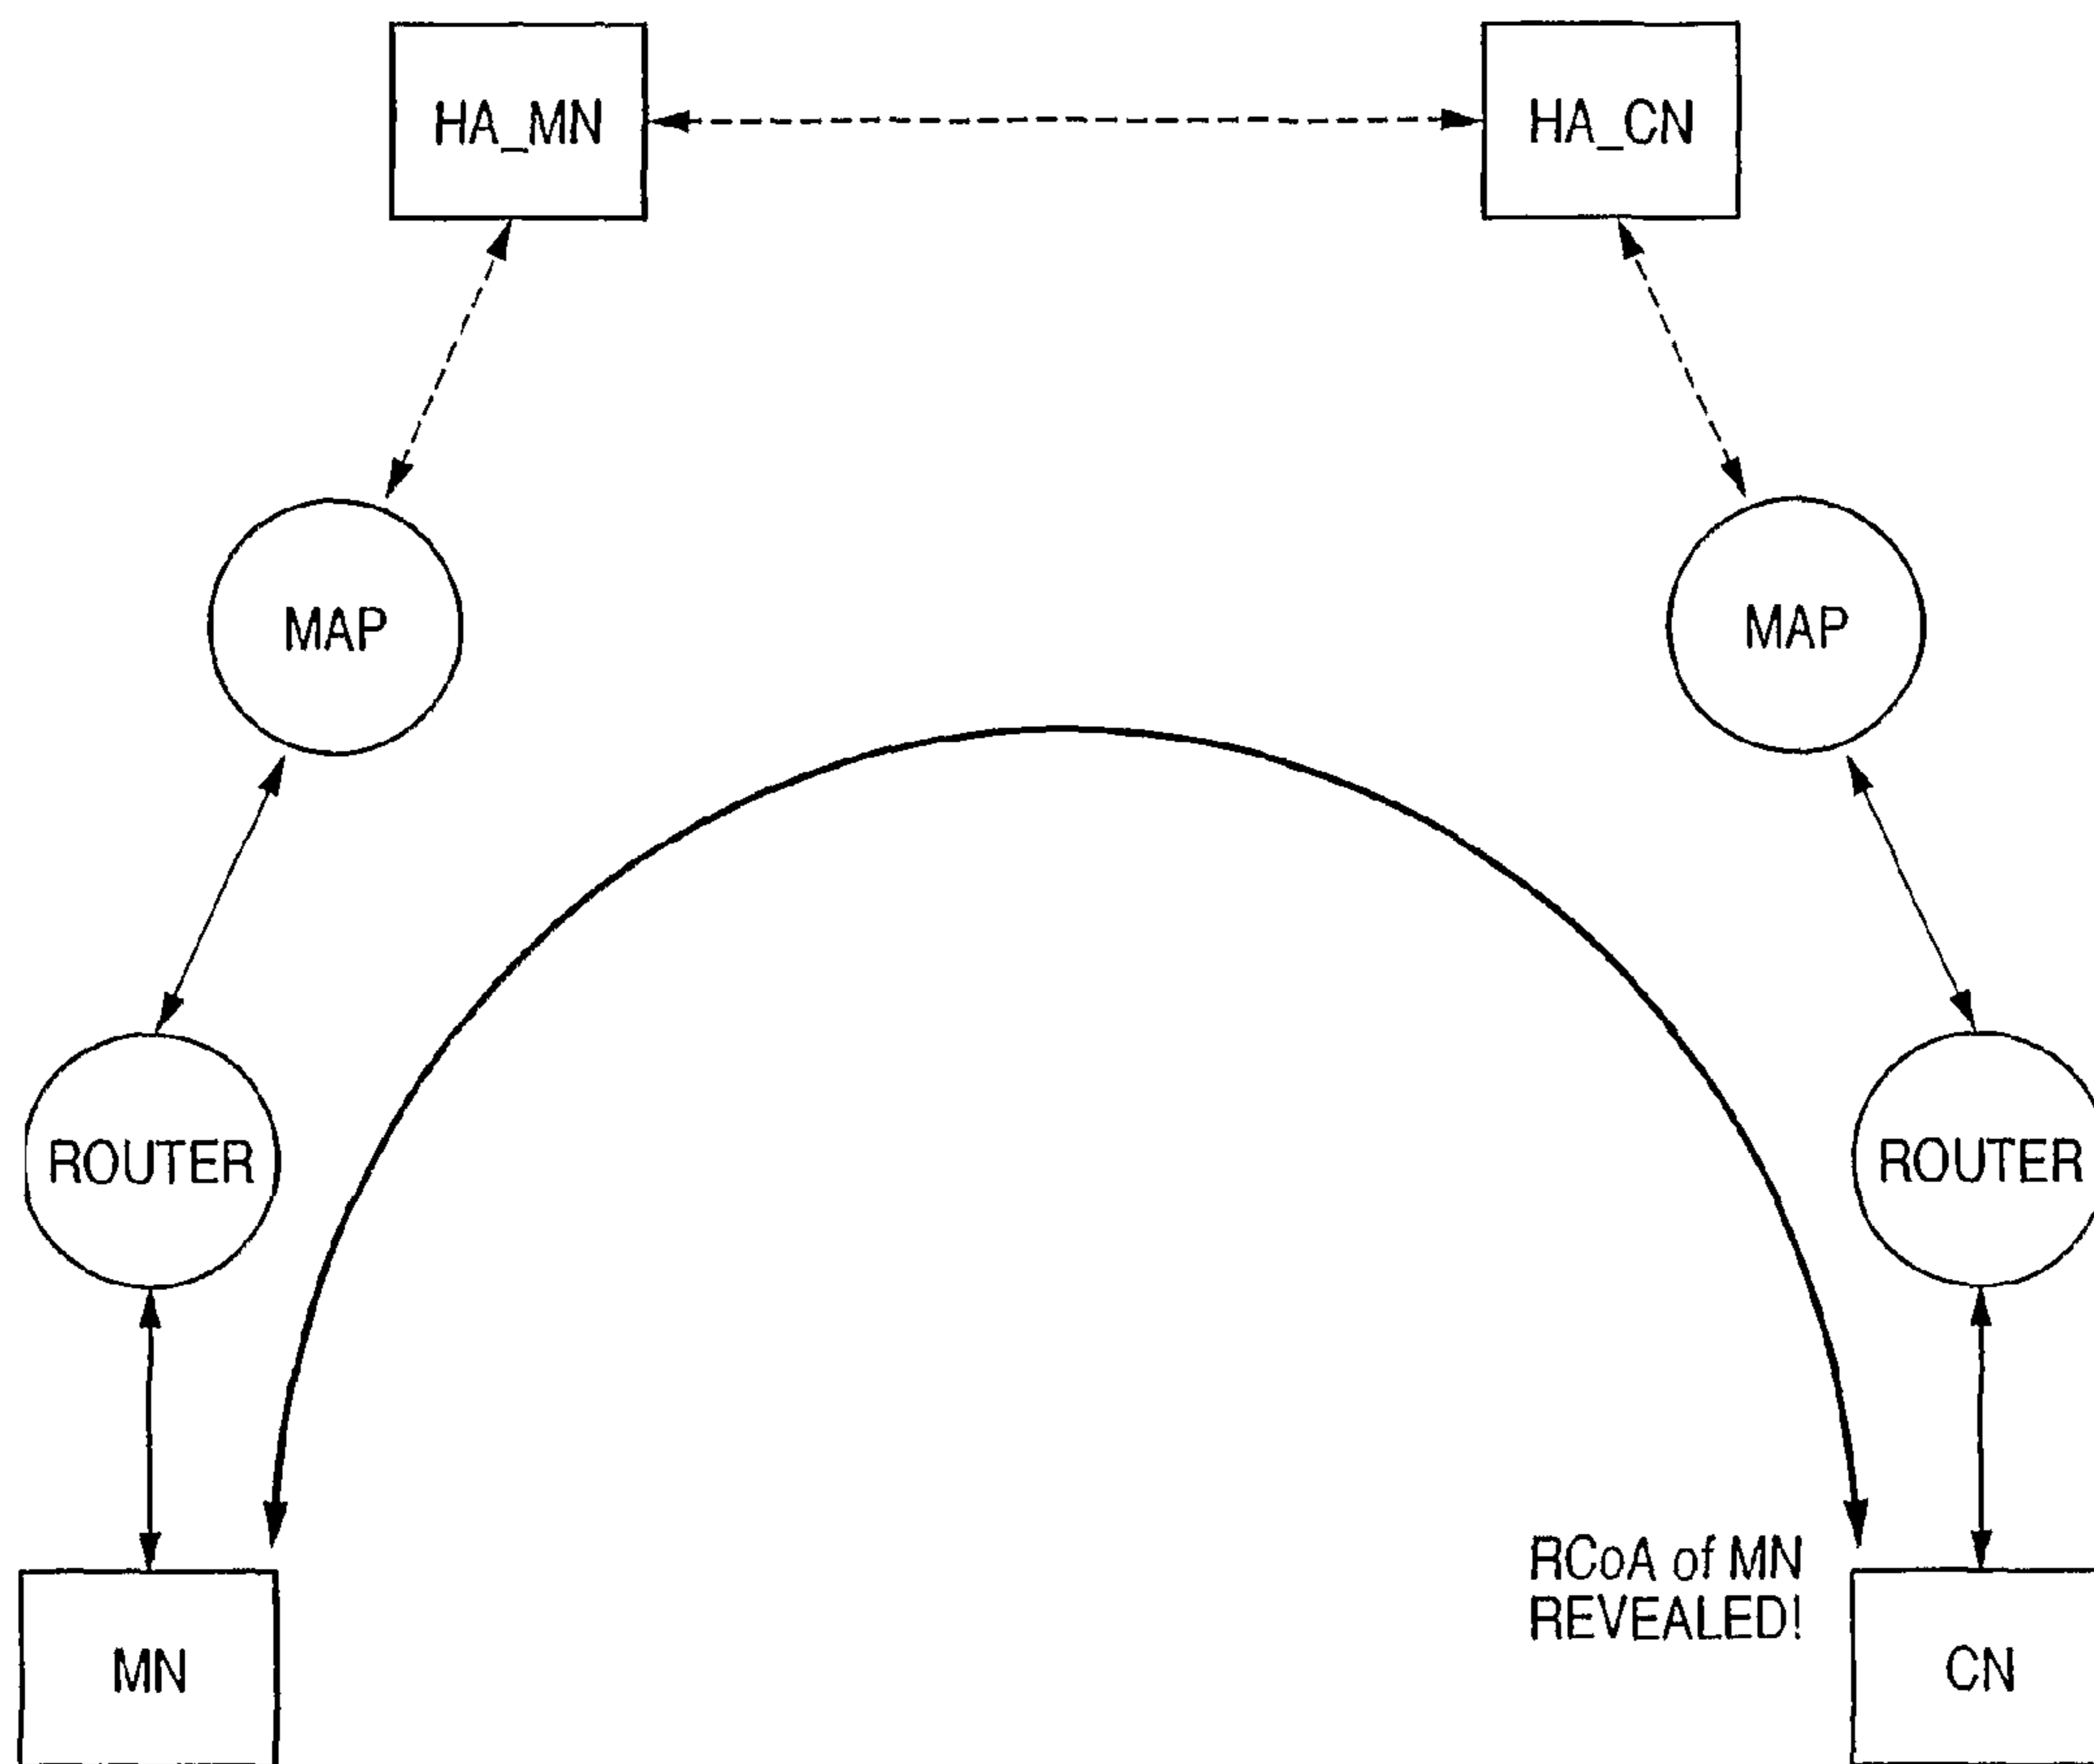 HA_MN
HA_CN
MAP
MAP
ROUTER
ROUTER
RCoA of MN
REVEALED!
MN
CN